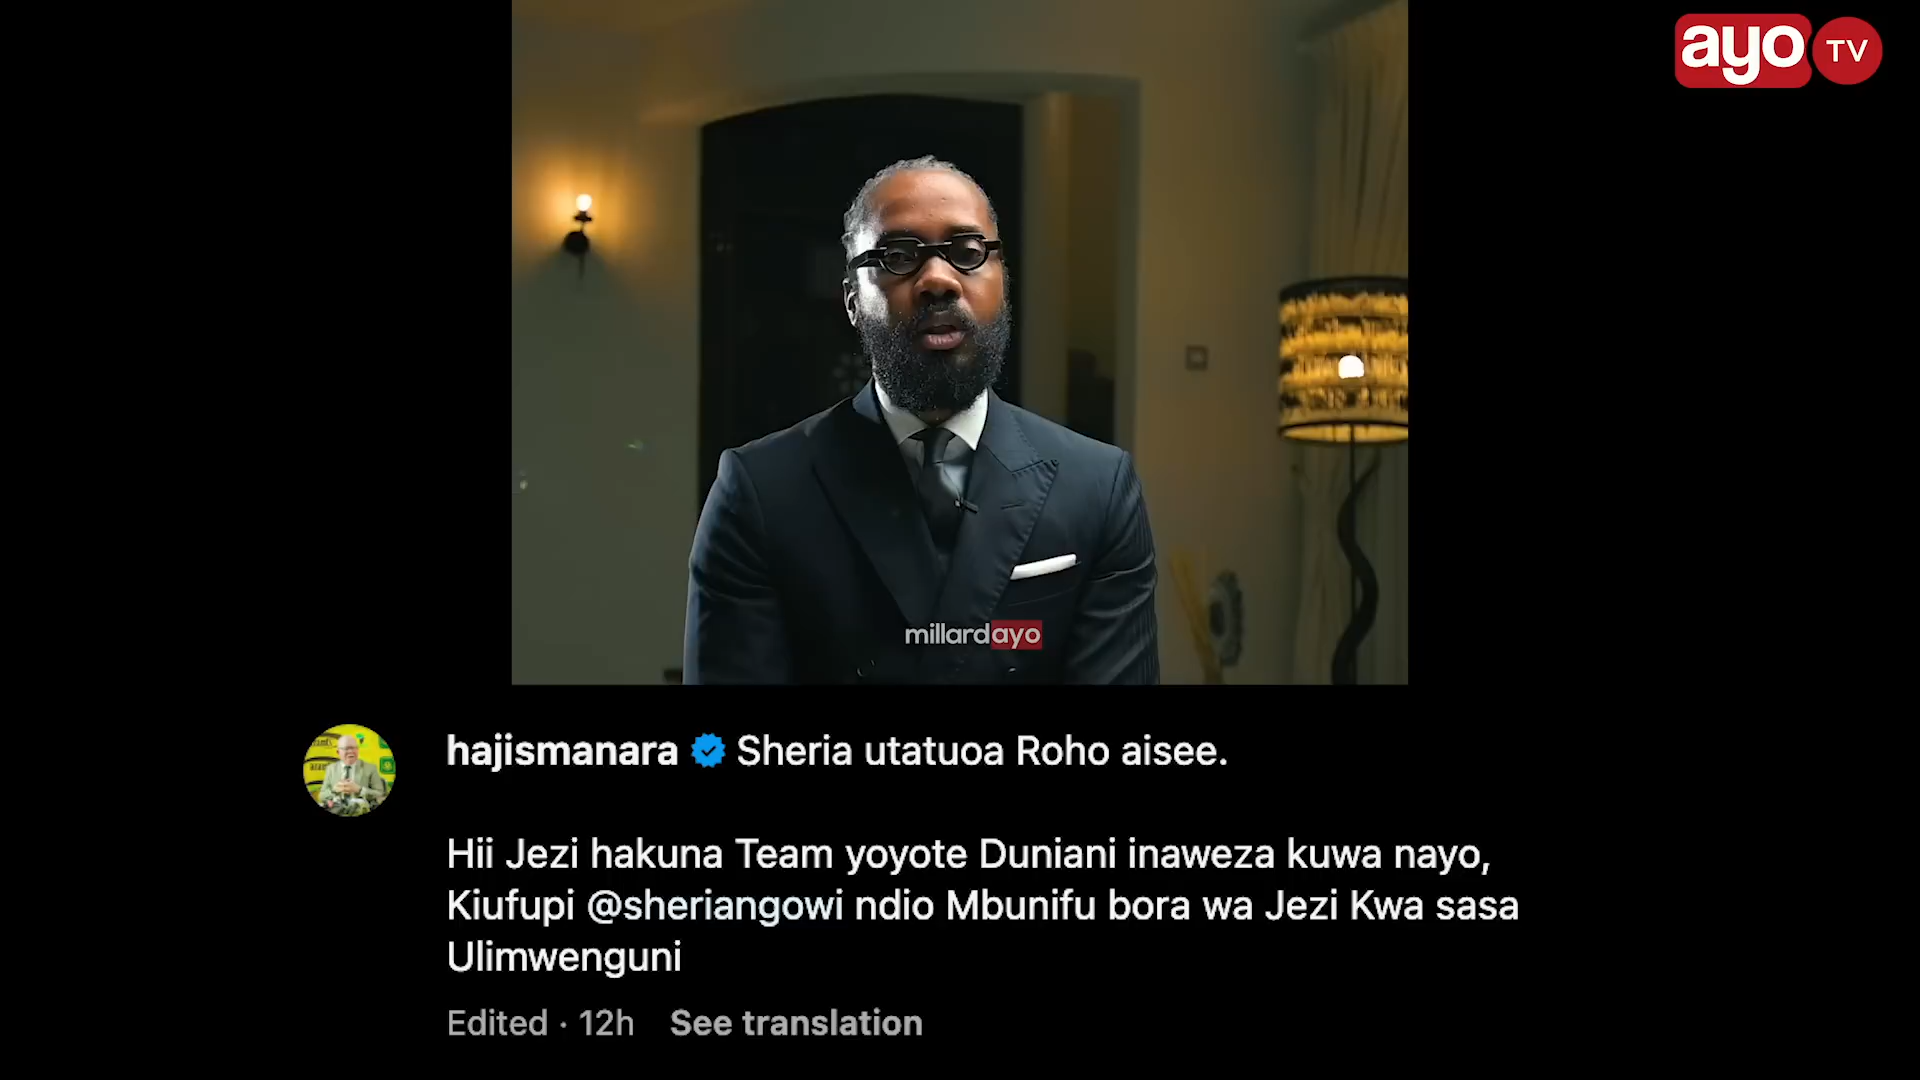 ayo TV
millardayo
hajismanara Sheria utatuoa Roho aisee.
Hii Jezi hakuna Team yoyote Duniani inaweza kuwa nayo,
Kiufupi @sheriangowi ndio Mbunifu bora wa Jezi Kwa sasa
Ulimwenguni
Edited · 12h See translation